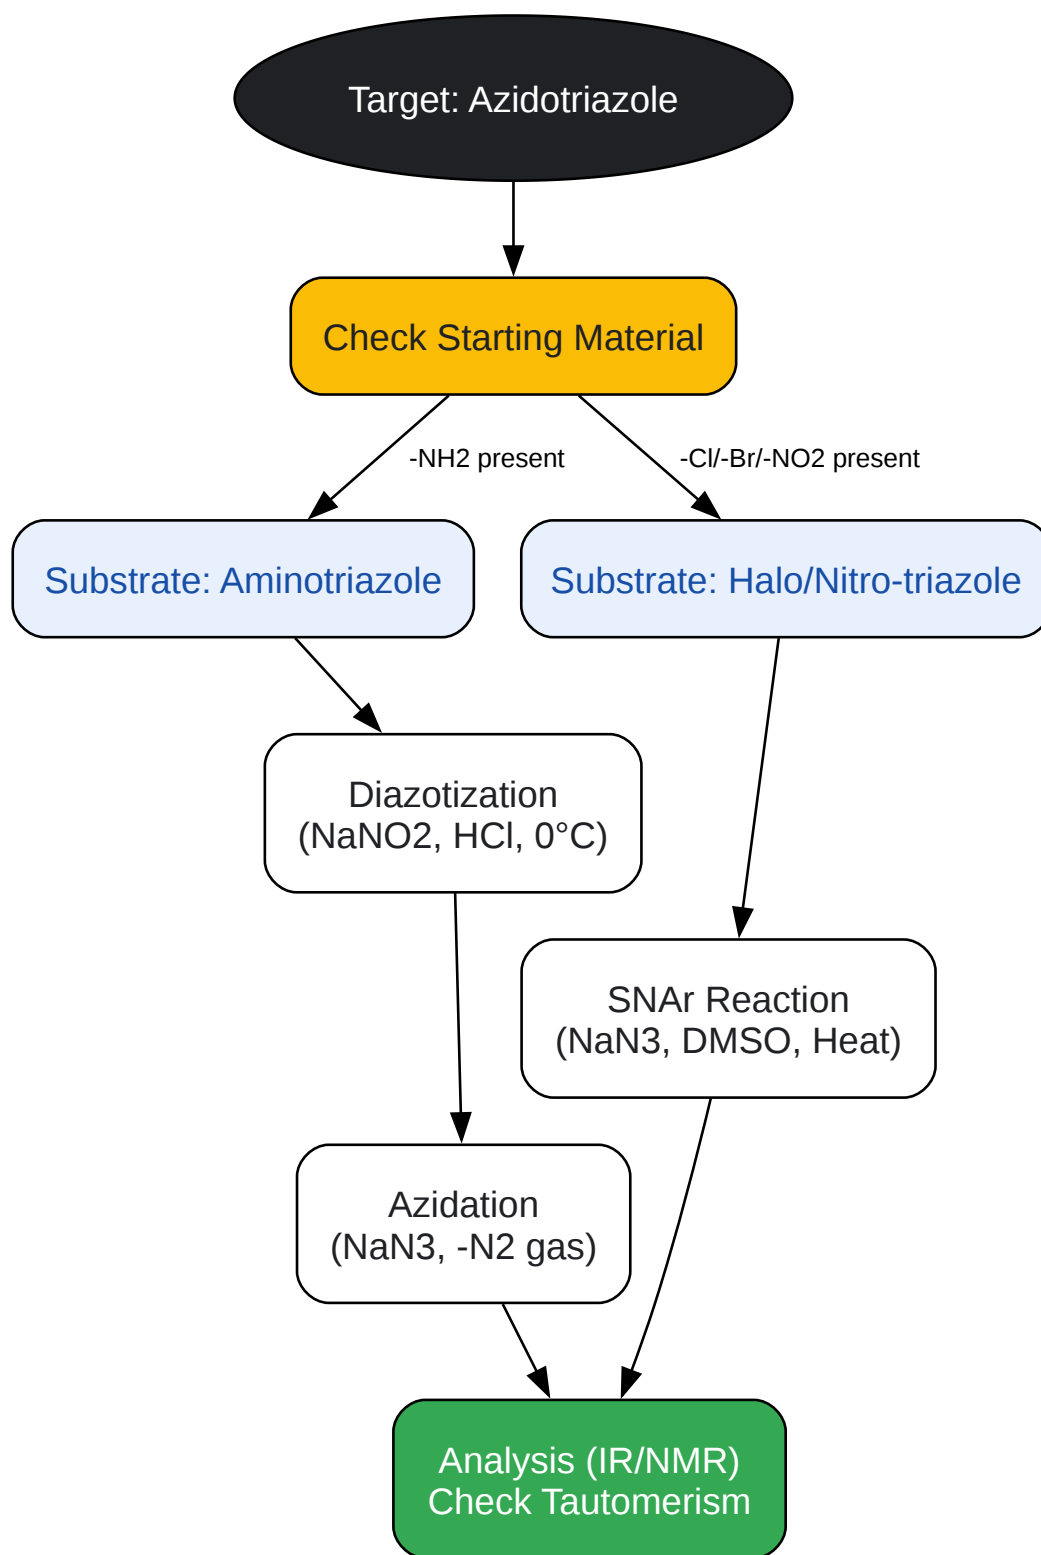 Target: Azidotriazole
Check Starting Material
-NH2 present
-Cl/-Br/-NO2 present
Substrate: Aminotriazole
Substrate: Halo/Nitro-triazole
Diazotization
(NaNO2, HCl, 0°C)
SNAr Reaction
(NaN3, DMSO, Heat)
Azidation
(NaN3, -N2 gas)
Analysis (IR/NMR)
Check Tautomerism